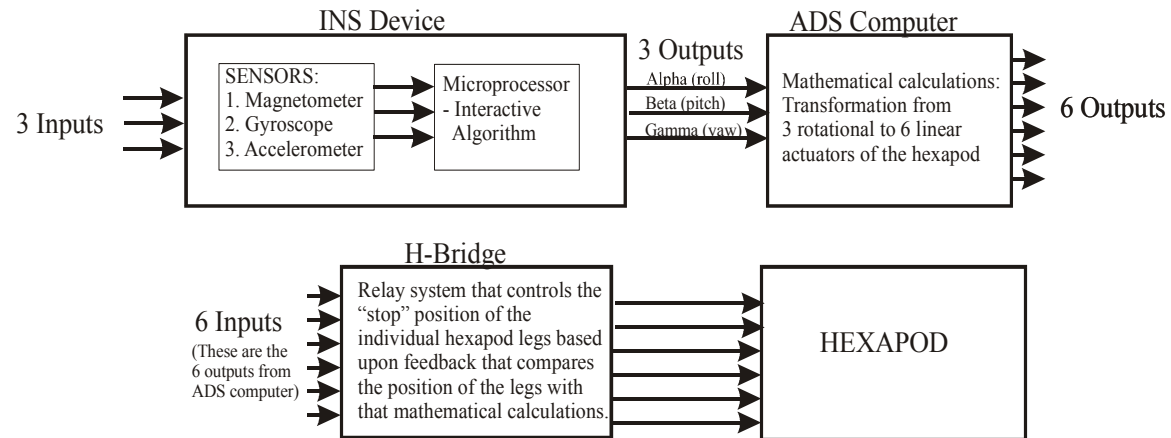 INS Device
ADS Computer
3 Inputs
SENSORS:
1. Magnetometer
2. Gyroscope
3. Accelerometer
Microprocessor
- Interactive
Algorithm
3 Outputs
Alpha (roll)
Beta (pitch)
Gamma (yaw)
Mathematical calculations:
Transformation from
3 rotational to 6 linear
actuators of the hexapod
6 Outputs
H-Bridge
6 Inputs
(These are the
6 outputs from
ADS computer)
Relay system that controls the
“stop” position of the
individual hexapod legs based
upon feedback that compares
the position of the legs with
that mathematical calculations.
HEXAPOD